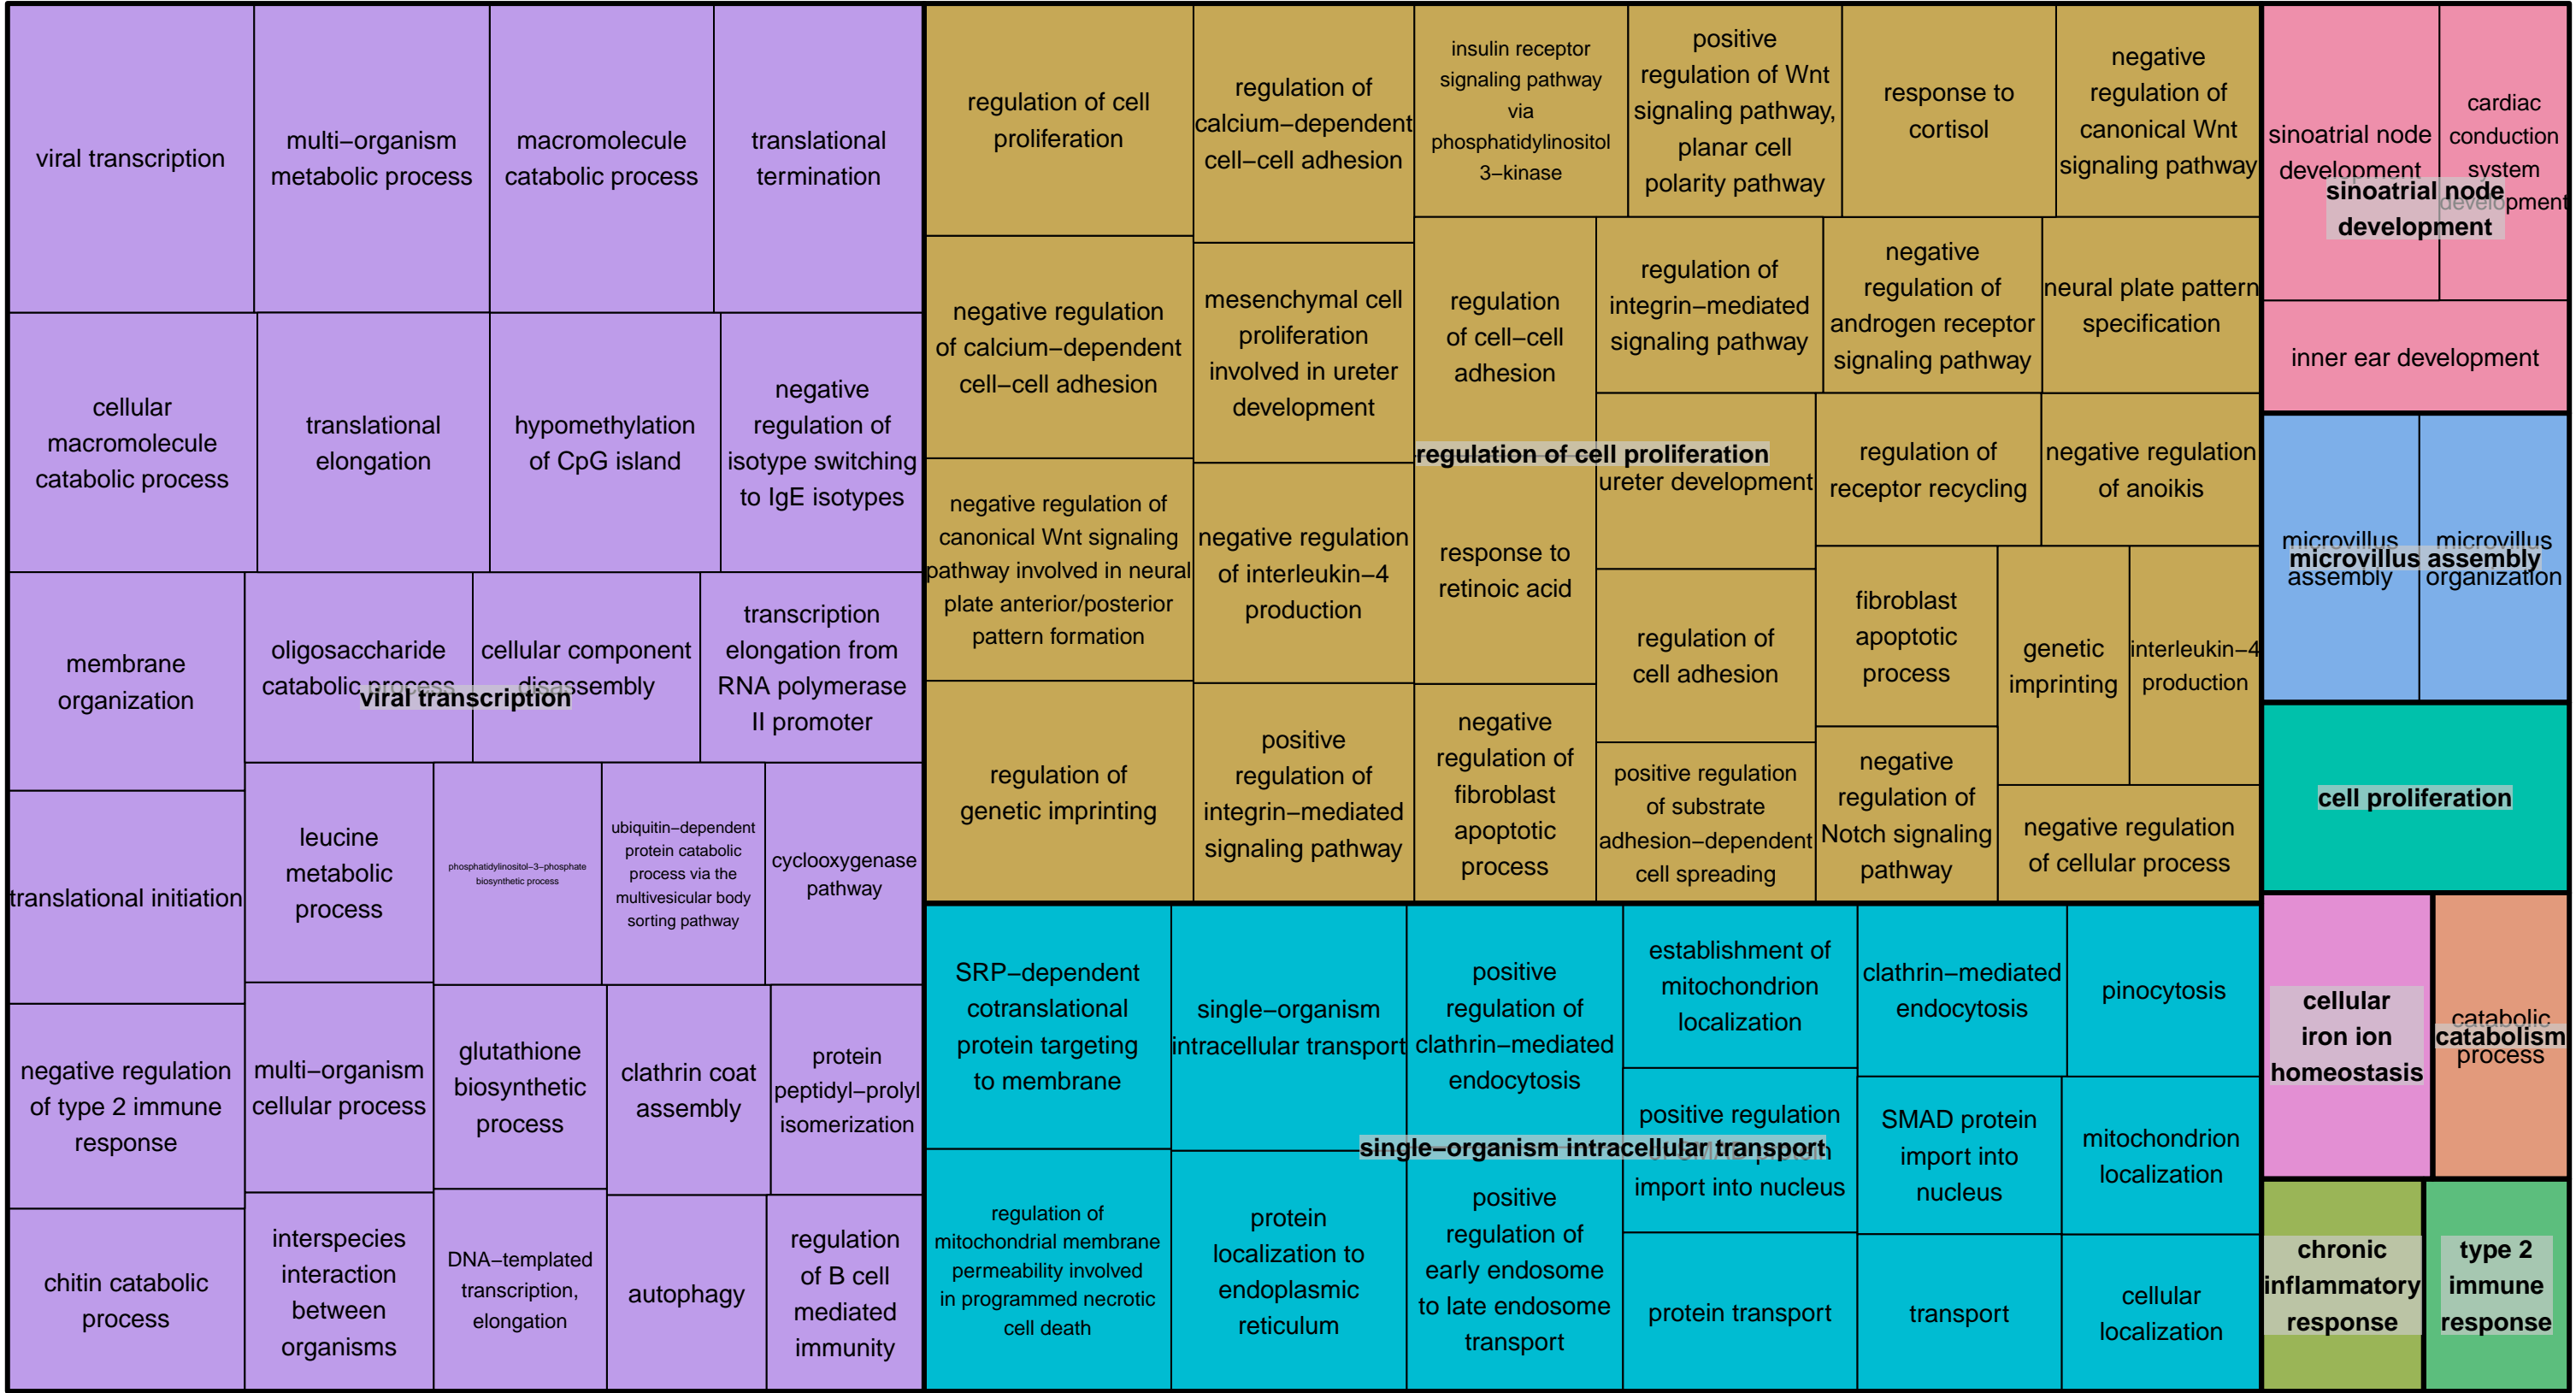 viral transcription
multi−organism
metabolic process
macromolecule
catabolic process
translational
termination
cellular
macromolecule
catabolic process
translational
elongation
hypomethylation
of CpG island
negative
regulation of
isotype switching
to IgE isotypes
membrane
organization
oligosaccharide
catabolic process
cellular component
disassembly
transcription
elongation from
RNA polymerase
II promoter
viral transcription
translational initiation
leucine
metabolic
process
phosphatidylinositol−3−phosphate
biosynthetic process
ubiquitin−dependent
protein catabolic
process via the
multivesicular body
sorting pathway
cyclooxygenase
pathway
negative regulation
of type 2 immune
response
multi−organism
cellular process
glutathione
biosynthetic
process
clathrin coat
assembly
protein
peptidyl−prolyl
isomerization
chitin catabolic
process
interspecies
interaction
between
organisms
DNA−templated
transcription,
elongation
autophagy
regulation
of B cell
mediated
immunity
regulation of cell
proliferation
regulation of
calcium−dependent
cell−cell adhesion
insulin receptor
signaling pathway
via
phosphatidylinositol
3−kinase
positive
regulation of Wnt
signaling pathway,
planar cell
polarity pathway
response to
cortisol
negative
regulation of
canonical Wnt
signaling pathway
negative regulation
of calcium−dependent
cell−cell adhesion
mesenchymal cell
proliferation
involved in ureter
development
regulation
of cell−cell
adhesion
regulation of
integrin−mediated
signaling pathway
negative
regulation of
androgen receptor
signaling pathway
neural plate pattern
specification
regulation of cell proliferation
ureter development
regulation of
receptor recycling
negative regulation
of anoikis
negative regulation of
canonical Wnt signaling
pathway involved in neural
plate anterior/posterior
pattern formation
negative regulation
of interleukin−4
production
response to
retinoic acid
regulation of
cell adhesion
fibroblast
apoptotic
process
genetic
imprinting
interleukin−4
production
regulation of
genetic imprinting
positive
regulation of
integrin−mediated
signaling pathway
negative
regulation of
fibroblast
apoptotic
process
positive regulation
of substrate
adhesion−dependent
cell spreading
negative
regulation of
Notch signaling
pathway
negative regulation
of cellular process
SRP−dependent
cotranslational
protein targeting
to membrane
single−organism
intracellular transport
positive
regulation of
clathrin−mediated
endocytosis
establishment of
mitochondrion
localization
clathrin−mediated
endocytosis
pinocytosis
positive regulation
of SMAD protein
import into nucleus
single−organism intracellular transport
SMAD protein
import into
nucleus
mitochondrion
localization
regulation of
mitochondrial membrane
permeability involved
in programmed necrotic
cell death
protein
localization to
endoplasmic
reticulum
positive
regulation of
early endosome
to late endosome
transport
protein transport
transport
cellular
localization
sinoatrial node
development
cardiac
conduction
system
development
sinoatrial node
development
inner ear development
microvillus
assembly
microvillus
organization
microvillus assembly
cell proliferation
cellular
iron ion
homeostasis
catabolic
process
catabolism
chronic
inflammatory
response
type 2
immune
response